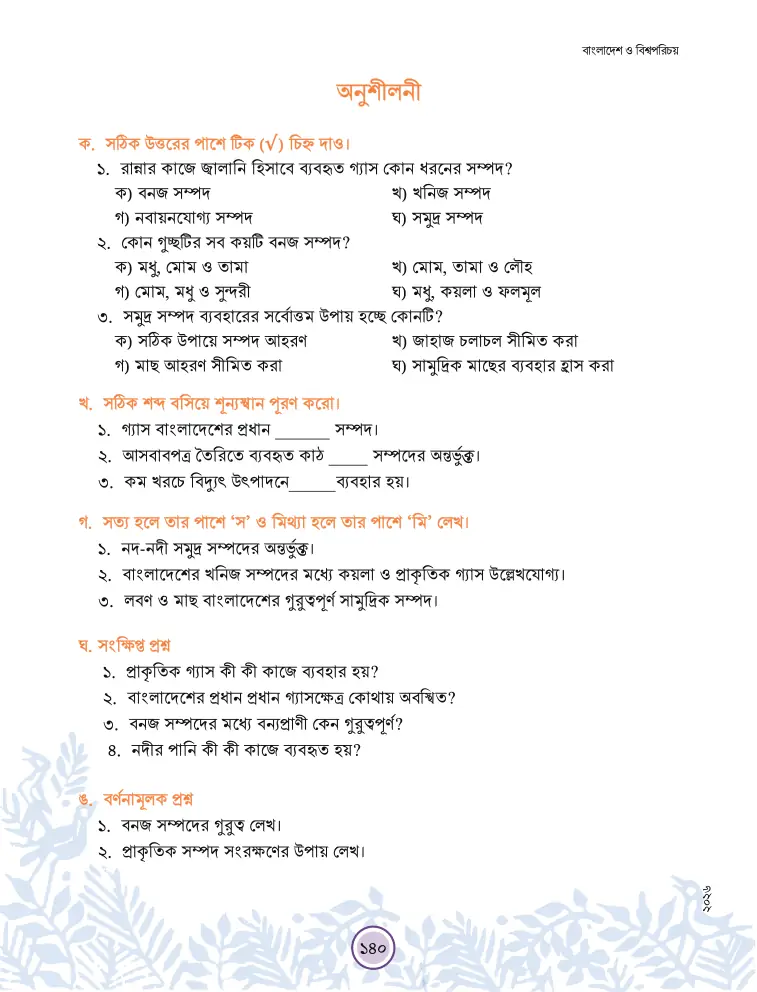 বাংলাদেশ ও বিশ্বপরিচয়
অনুশীলনী
ক. সঠিক উত্তরের পাশে টিক (√) চিহ্ন দাও।
১. রান্নার কাজে জ্বালানি হিসাবে ব্যবহৃত গ্যাস কোন ধরনের সম্পদ?
ক) বনজ সম্পদ খ) খনিজ সম্পদ
গ) নবায়নযোগ্য সম্পদ ঘ) সমুদ্র সম্পদ
২. কোন গুচ্ছটির সব কয়টি বনজ সম্পদ?
ক) মধু, মোম ও তামা খ) মোম, তামা ও লৌহ
গ) মোম, মধু ও সুন্দরী ঘ) মধু, কয়লা ও ফলমূল
৩. সমুদ্র সম্পদ ব্যবহারের সর্বোত্তম উপায় হচ্ছে কোনটি?
ক) সঠিক উপায়ে সম্পদ আহরণ খ) জাহাজ চলাচল সীমিত করা
গ) মাছ আহরণ সীমিত করা ঘ) সামুদ্রিক মাছের ব্যবহার হ্রাস করা
খ. সঠিক শব্দ বসিয়ে শূন্যস্থান পূরণ করো।
১. গ্যাস বাংলাদেশের প্রধান _______ সম্পদ।
২. আসবাবপত্র তৈরিতে ব্যবহৃত কাঠ _____ সম্পদের অন্তর্ভুক্ত।
৩. কম খরচে বিদ্যুৎ উৎপাদনে______ব্যবহার হয়।
গ. সত্য হলে তার পাশে ‘স’ ও মিথ্যা হলে তার পাশে ‘মি’ লেখ।
১. নদ-নদী সমুদ্র সম্পদের অন্তর্ভুক্ত।
২. বাংলাদেশের খনিজ সম্পদের মধ্যে কয়লা ও প্রাকৃতিক গ্যাস উল্লেখযোগ্য।
৩. লবণ ও মাছ বাংলাদেশের গুরুত্বপূর্ণ সামুদ্রিক সম্পদ।
ঘ. সংক্ষিপ্ত প্রশ্ন
১. প্রাকৃতিক গ্যাস কী কী কাজে ব্যবহার হয়?
২. বাংলাদেশের প্রধান প্রধান গ্যাসক্ষেত্র কোথায় অবস্থিত?
৩. বনজ সম্পদের মধ্যে বন্যপ্রাণী কেন গুরুত্বপূর্ণ?
৪. নদীর পানি কী কী কাজে ব্যবহৃত হয়?
ঙ. বর্ণনামূলক প্রশ্ন
১. বনজ সম্পদের গুরুত্ব লেখ।
২. প্রাকৃতিক সম্পদ সংরক্ষণের উপায় লেখ।
২০২৬
১৪০